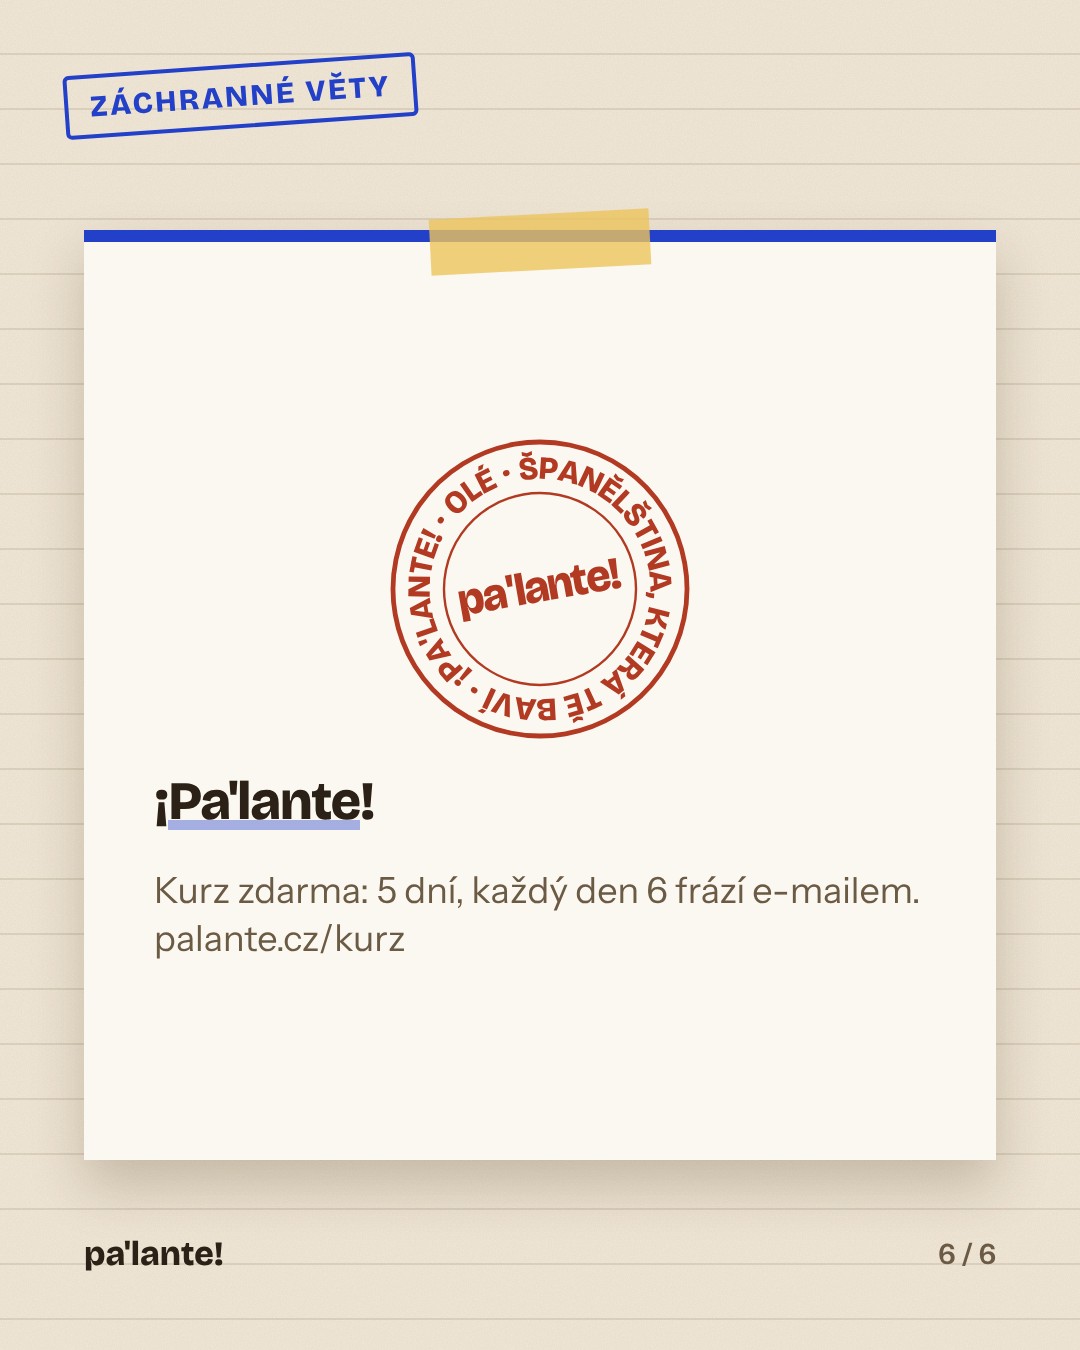 ZÁCHRANNÉ VĚTY
ŠPANĚLŠTINA, KTERÁ TĚ BAVÍ · ¡PA'LANTE! · OLÉ ·
pa'lante!
¡Pa'lante!
Kurz zdarma: 5 dní, každý den 6 frází e-mailem.
palante.cz/kurz
pa'lante!
6 / 6